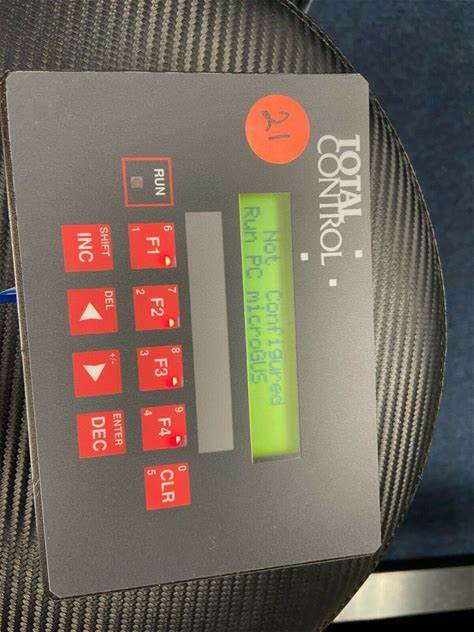 TOTAL
CONTROL
21
Not Configured
Run PC microGUS
RUN
6
F1
1
7
F2
2
8
F3
3
9
F4
4
0
CLR
5
SHIFT
INC
DEL
+/-
ENTER
DEC